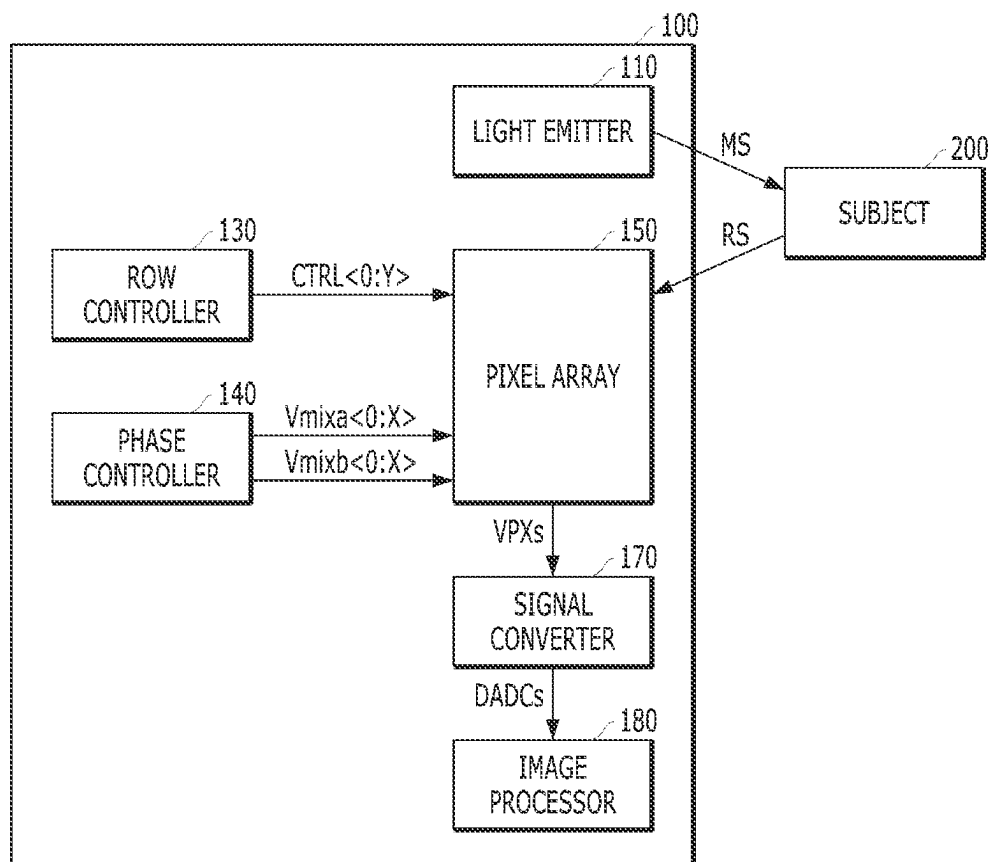 100
110
LIGHT EMITTER
MS
200
SUBJECT
RS
130
ROW
CONTROLLER
CTRL<0:Y>
150
PIXEL ARRAY
140
PHASE
CONTROLLER
Vmixa<0:X>
Vmixb<0:X>
VPXs
170
SIGNAL
CONVERTER
DADCs
180
IMAGE
PROCESSOR